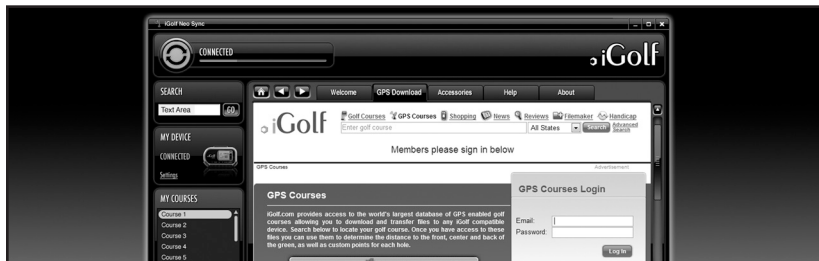 iGolf Neo Sync
CONNECTED
iGolf
SEARCH
Text Area GO
MY DEVICE
CONNECTED
Settings
MY COURSES
Course 1
Course 2
Course 3
Course 4
Course 5
Welcome GPS Download Accessories Help About
iGolf
Golf Courses GPS Courses Shopping News Reviews Filemaker Handicap
Enter golf course All States Search Advanced Search
Members please sign in below
GPS Courses Advertisement
GPS Courses
iGolf.com provides access to the world's largest database of GPS enabled golf
courses allowing you to download and transfer files to any iGolf compatible
device. Search below to locate your golf course. Once you have access to these
files you can use them to determine the distance to the front, center and back of
the green, as well as custom points for each hole.
GPS Courses Login
Email:
Password:
Log In